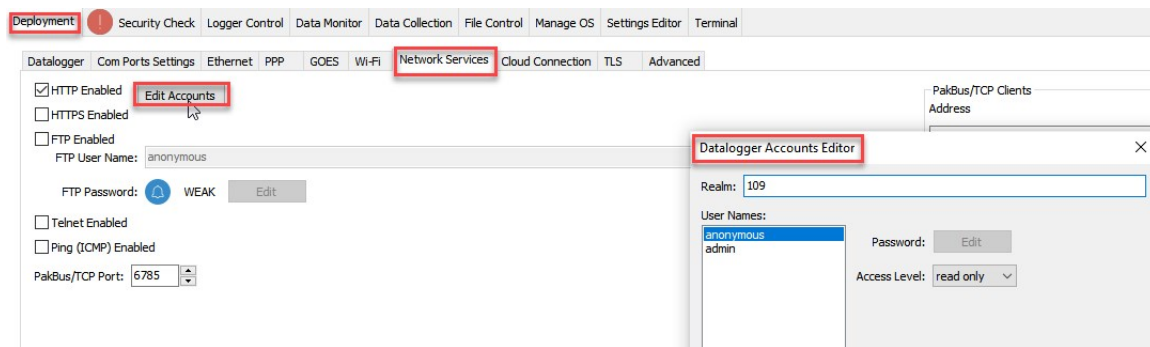 Deployment ! Security Check Logger Control Data Monitor Data Collection File Control Manage OS Settings Editor Terminal
Datalogger Com Ports Settings Ethernet PPP GOES Wi-Fi Network Services Cloud Connection TLS Advanced
HTTP Enabled Edit Accounts
HTTPS Enabled
FTP Enabled
FTP User Name: anonymous
FTP Password: WEAK Edit
Telnet Enabled
Ping (ICMP) Enabled
PakBus/TCP Port: 6785
PakBus/TCP Clients
Address
Datalogger Accounts Editor
Realm: 109
User Names:
anonymous
admin
Password: Edit
Access Level: read only